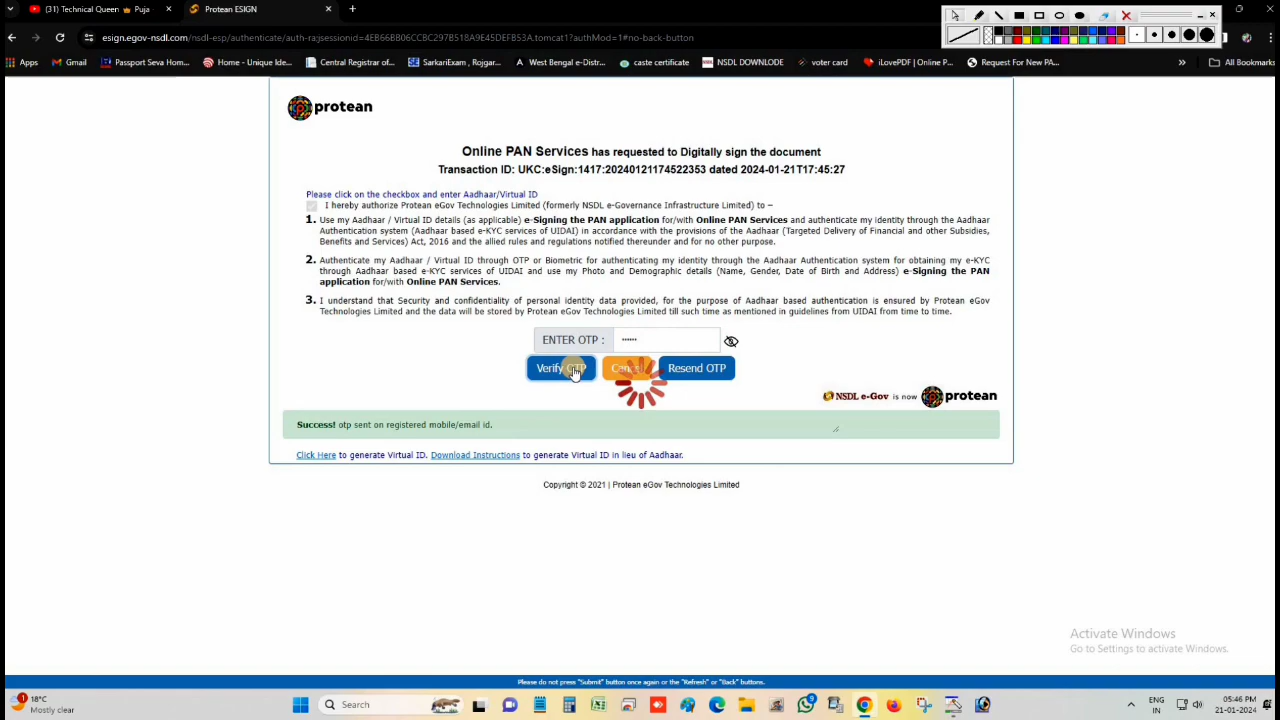 (31) Technical Queen 👑 Puja
Protean ESIGN
esign.egov-nsdl.com/nsdl-esp/authenticate/auth-ra
C297B518A9E45DEFB53A.tomcat1?authMod=1#no-back-button
Apps
Gmail
Passport Seva Hom...
Home - Unique Ide...
Central Registrar of...
SarkariExam , Rojgar...
West Bengal e-Distr...
caste certificate
NSDL DOWNLODE
voter card
iLovePDF | Online P...
Request For New PA...
»
All Bookmarks
protean
Online PAN Services has requested to Digitally sign the document
Transaction ID: UKC:eSign:1417:20240121174522353 dated 2024-01-21T17:45:27
Please click on the checkbox and enter Aadhaar/Virtual ID
I hereby authorize Protean eGov Technologies Limited (formerly NSDL e-Governance Infrastructure Limited) to –
1. Use my Aadhaar / Virtual ID details (as applicable) e-Signing the PAN application for/with Online PAN Services and authenticate my identity through the Aadhaar
Authentication system (Aadhaar based e-KYC services of UIDAI) in accordance with the provisions of the Aadhaar (Targeted Delivery of Financial and other Subsidies,
Benefits and Services) Act, 2016 and the allied rules and regulations notified thereunder and for no other purpose.
2. Authenticate my Aadhaar / Virtual ID through OTP or Biometric for authenticating my identity through the Aadhaar Authentication system for obtaining my e-KYC
through Aadhaar based e-KYC services of UIDAI and use my Photo and Demographic details (Name, Gender, Date of Birth and Address) e-Signing the PAN
application for/with Online PAN Services.
3. I understand that Security and confidentiality of personal identity data provided, for the purpose of Aadhaar based authentication is ensured by Protean eGov
Technologies Limited and the data will be stored by Protean eGov Technologies Limited till such time as mentioned in guidelines from UIDAI from time to time.
ENTER OTP : ······
Verify OTP Cancel Resend OTP
NSDL e-Gov is now protean
Success! otp sent on registered mobile/email id.
Click Here to generate Virtual ID. Download Instructions to generate Virtual ID in lieu of Aadhaar.
Copyright © 2021 | Protean eGov Technologies Limited
Activate Windows
Go to Settings to activate Windows.
Please do not press "Submit" button once again or the "Refresh" or "Back" buttons.
1
18°C
Mostly clear
Search
9
ENG
IN
05:46 PM
21-01-2024